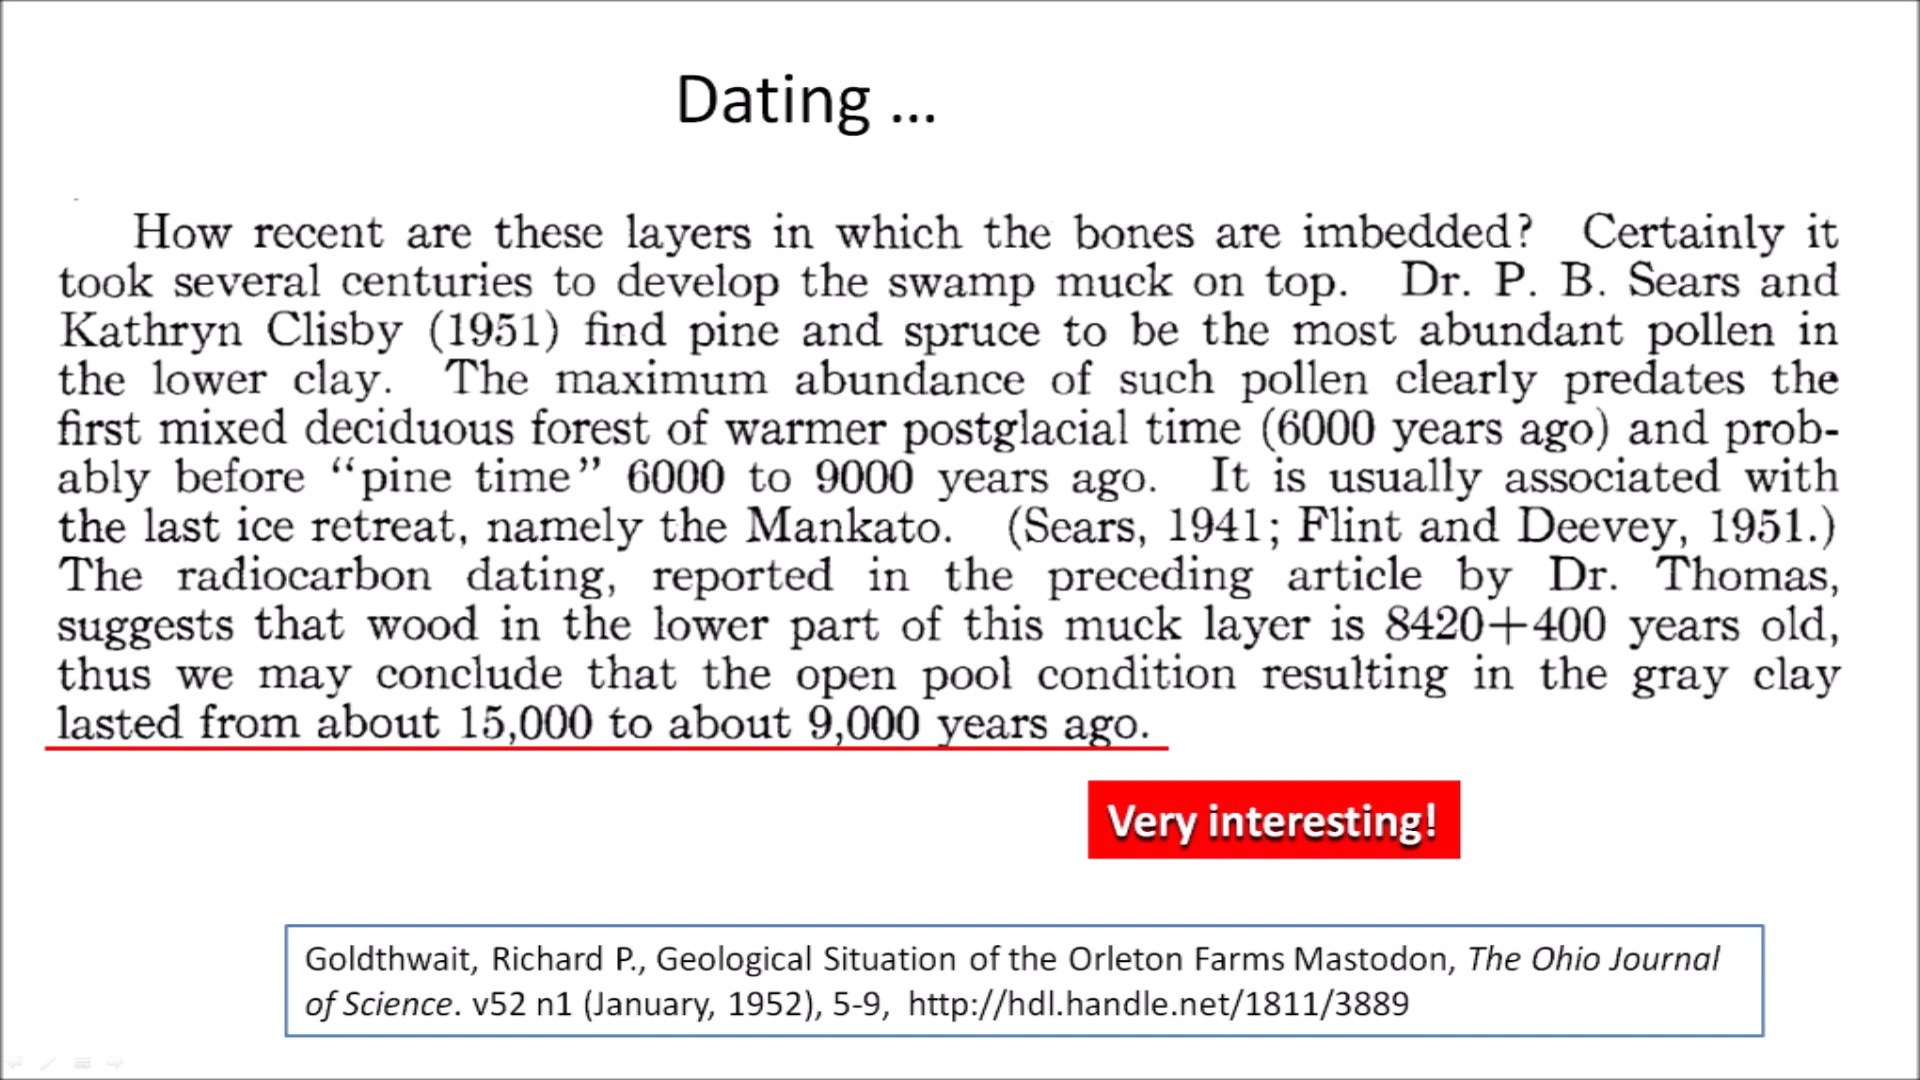 Dating ...
How recent are these layers in which the bones are imbedded? Certainly it
took several centuries to develop the swamp muck on top. Dr. P. B. Sears and
Kathryn Clisby (1951) find pine and spruce to be the most abundant pollen in
the lower clay. The maximum abundance of such pollen clearly predates the
first mixed deciduous forest of warmer postglacial time (6000 years ago) and prob-
ably before “pine time” 6000 to 9000 years ago. It is usually associated with
the last ice retreat, namely the Mankato. (Sears, 1941; Flint and Deevey, 1951.)
The radiocarbon dating, reported in the preceding article by Dr. Thomas,
suggests that wood in the lower part of this muck layer is 8420+400 years old,
thus we may conclude that the open pool condition resulting in the gray clay
lasted from about 15,000 to about 9,000 years ago.
Very interesting!
Goldthwait, Richard P., Geological Situation of the Orleton Farms Mastodon, The Ohio Journal
of Science. v52 n1 (January, 1952), 5-9, http://hdl.handle.net/1811/3889